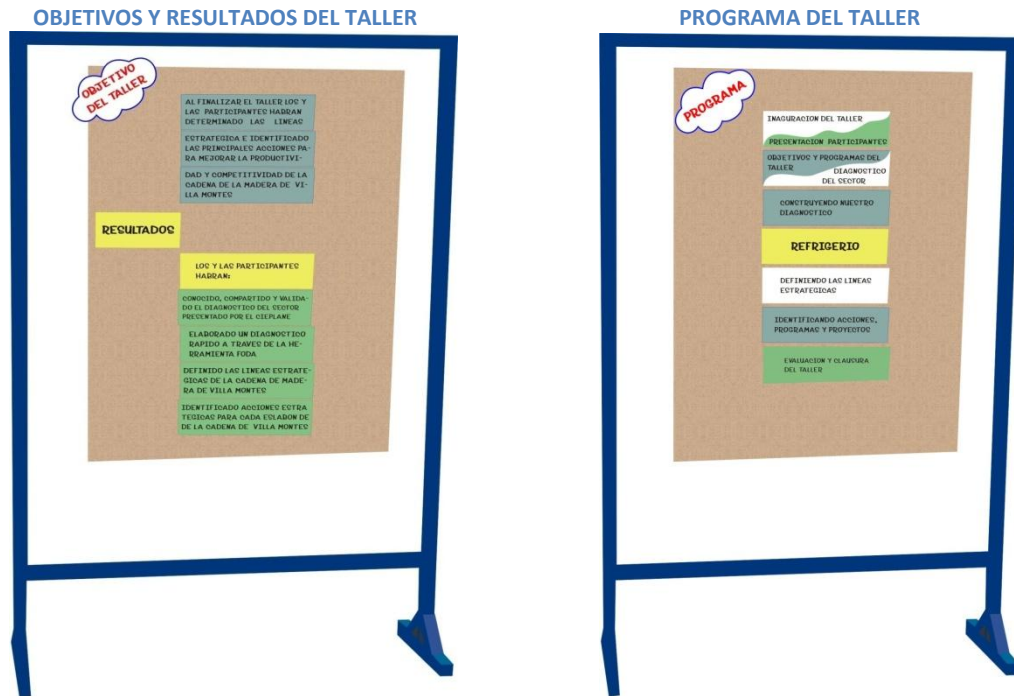 OBJETIVOS Y RESULTADOS DEL TALLER
OBJETIVO
DEL TALLER
AL FINALIZAR EL TALLER LOS Y
LAS PARTICIPANTES HABRAN
DETERMINADO LAS LINEAS
ESTRATEGICA E IDENTIFICADO
LAS PRINCIPALES ACCIONES PA-
RA MEJORAR LA PRODUCTIVI-
DAD Y COMPETITIVIDAD DE LA
CADENA DE LA MADERA DE VI-
LLA MONTES
RESULTADOS
LOS Y LAS PARTICIPANTES
HABRAN:
CONOCIDO, COMPARTIDO Y VALIDA-
DO EL DIAGNOSTICO DEL SECTOR
PRESENTADO POR EL CIEPLANE
ELABORADO UN DIAGNOSTICO
RAPIDO A TRAVES DE LA HE-
RRAMIENTA FODA
DEFINIDO LAS LINEAS ESTRATE-
GICAS DE LA CADENA DE MADE-
RA DE VILLA MONTES
IDENTIFICADO ACCIONES ESTRA
TEGICAS PARA CADA ESLABON DE
DE LA CADENA DE VILLA MONTES
PROGRAMA DEL TALLER
PROGRAMA
INAGURACION DEL TALLER
PRESENTACION PARTICIPANTES
OBJETIVOS Y PROGRAMAS DEL
TALLER
DIAGNOSTICO
DEL SECTOR
CONSTRUYENDO NUESTRO
DIAGNOSTICO
REFRIGERIO
DEFINIENDO LAS LINEAS
ESTRATEGICAS
IDENTIFICANDO ACCIONES,
PROGRAMAS Y PROYECTOS
EVALUACION Y CLAUSURA
DEL TALLER